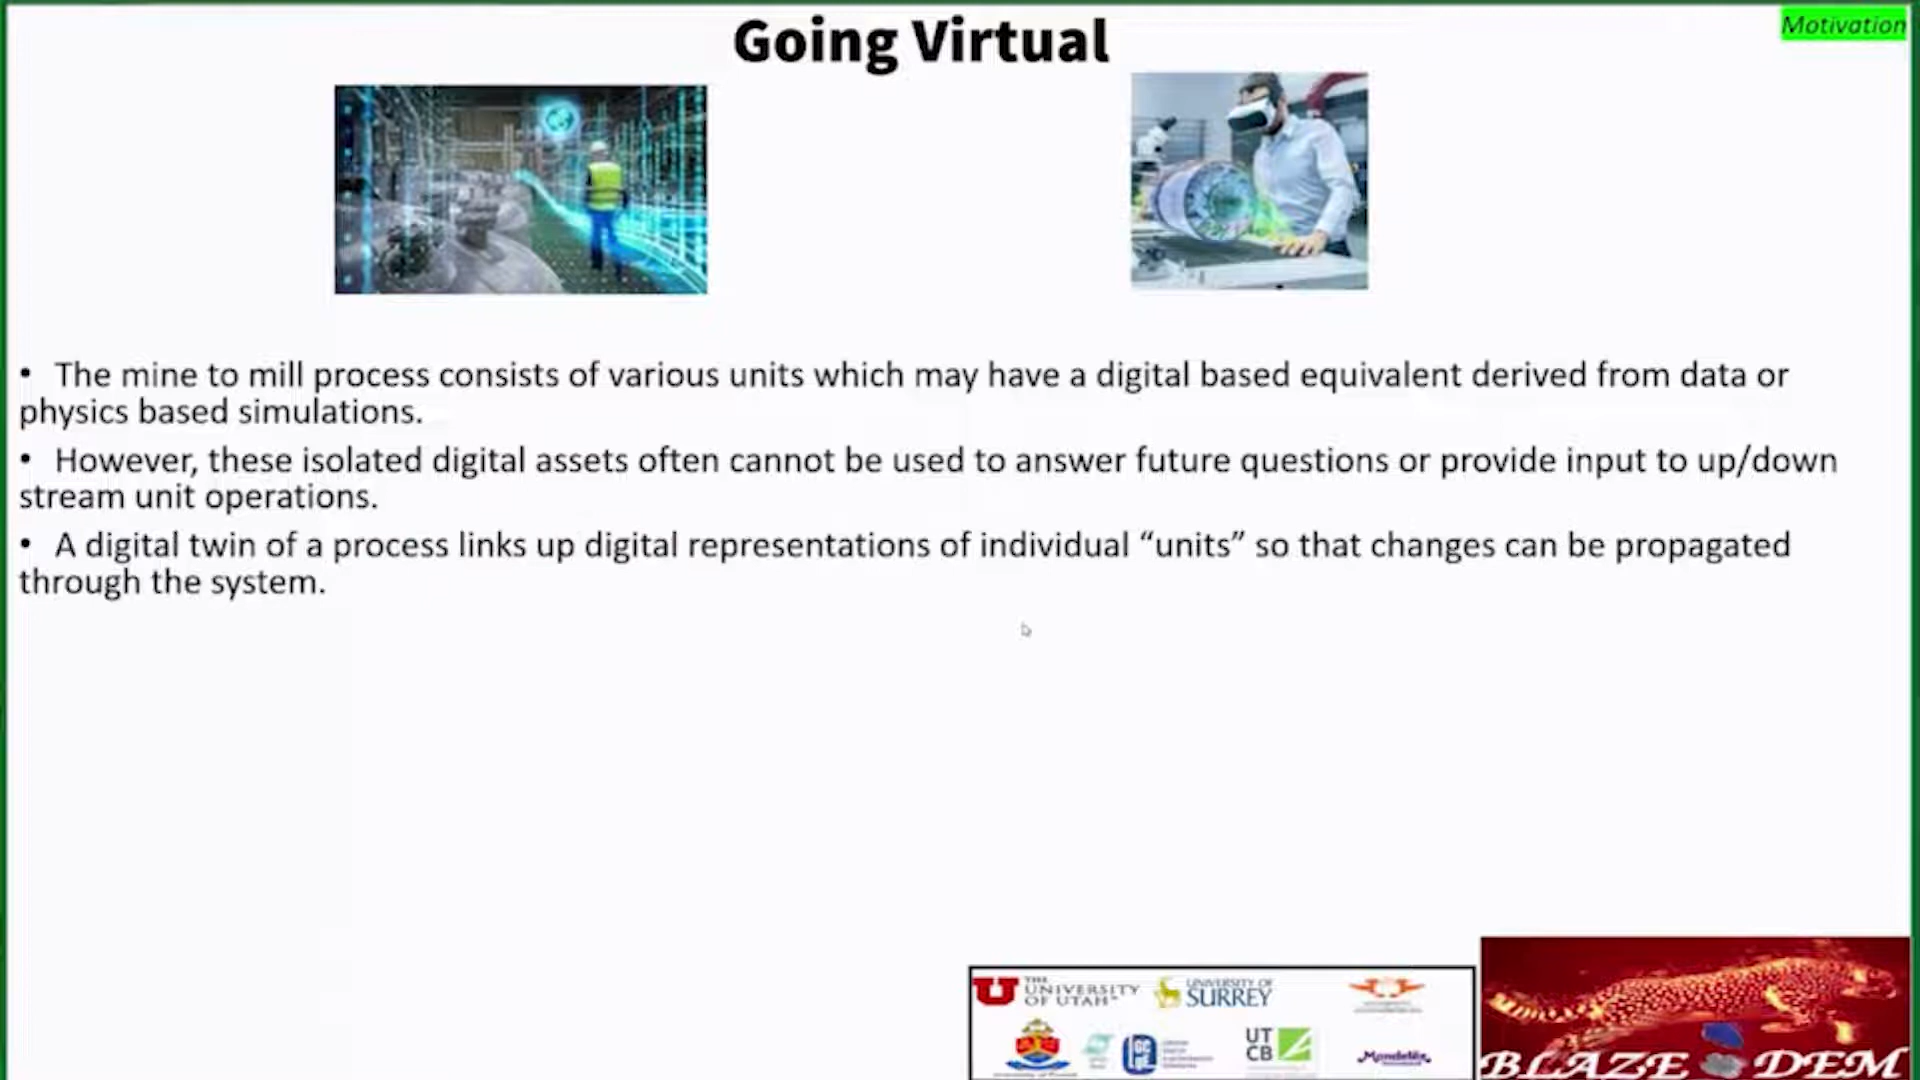 Going Virtual
Motivation
• The mine to mill process consists of various units which may have a digital based equivalent derived from data or
physics based simulations.
• However, these isolated digital assets often cannot be used to answer future questions or provide input to up/down
stream unit operations.
• A digital twin of a process links up digital representations of individual “units” so that changes can be propagated
through the system.
THE
UNIVERSITY
OF UTAH
UNIVERSITY OF
SURREY
UT
CB
Mondelēz
BLAZE DEM